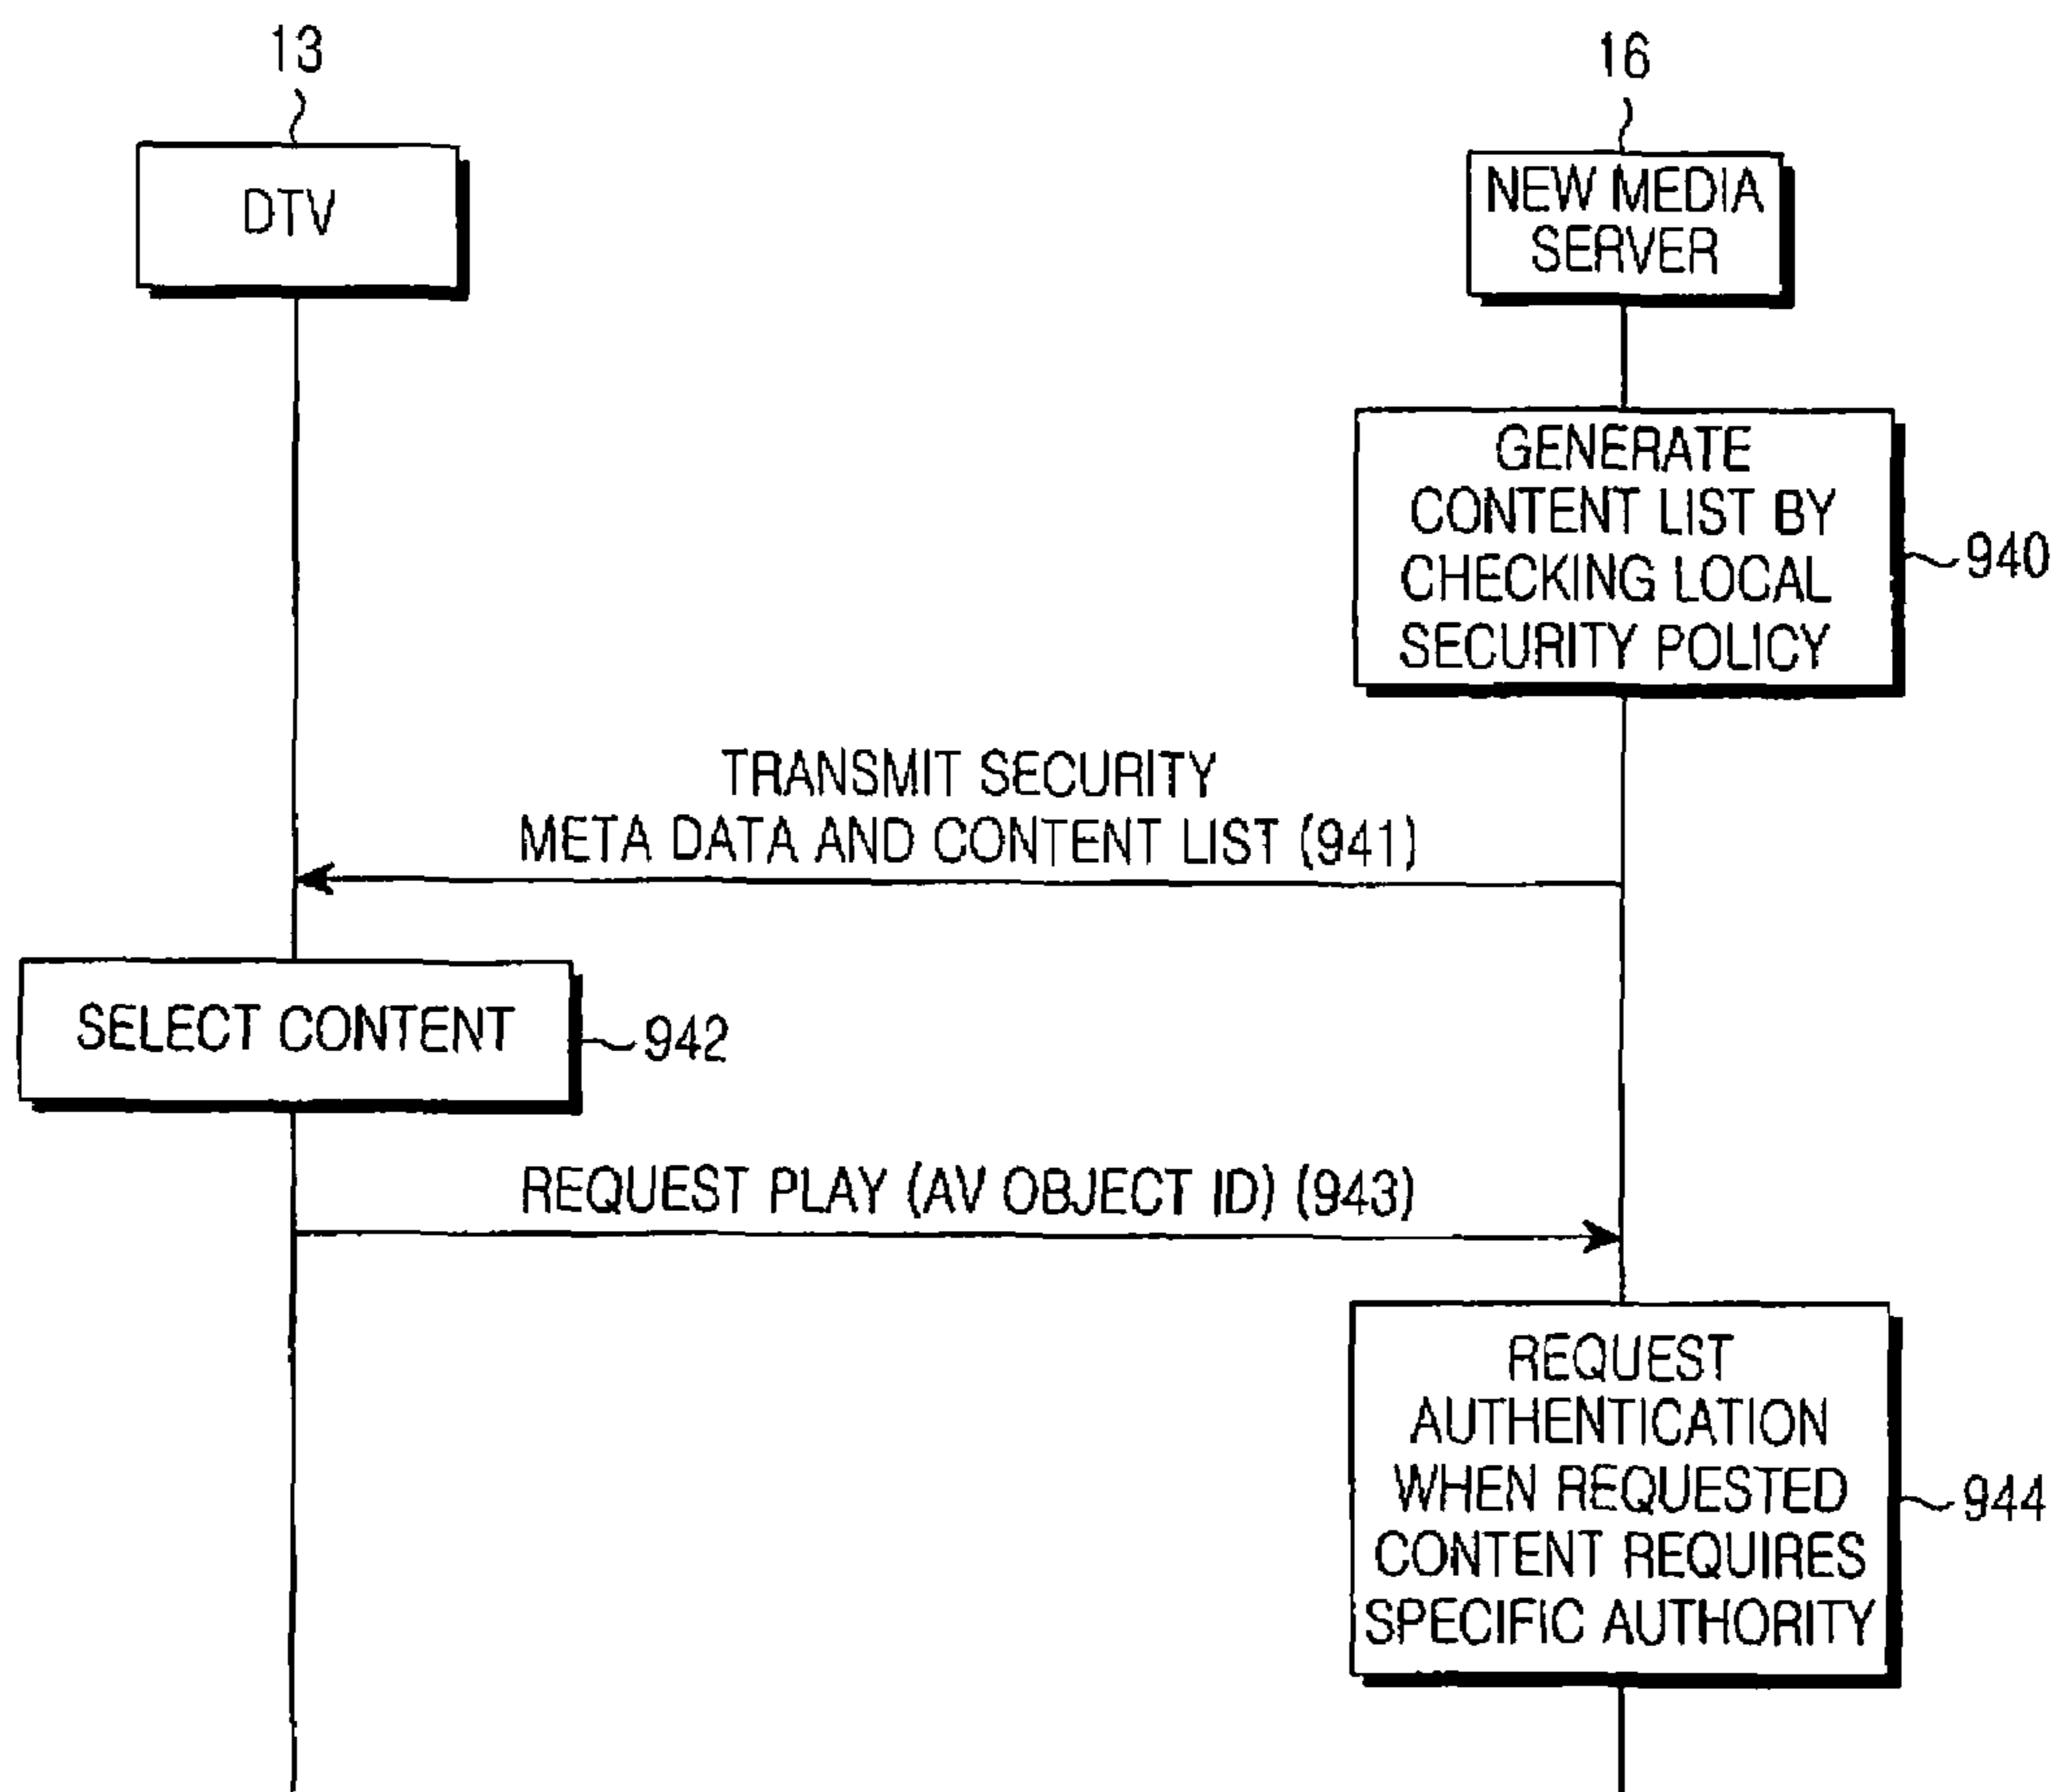 13
16
DTV
NEW MEDIA
SERVER
GENERATE
CONTENT LIST BY
CHECKING LOCAL
SECURITY POLICY
940
TRANSMIT SECURITY
META DATA AND CONTENT LIST (941)
SELECT CONTENT
942
REQUEST PLAY (AV OBJECT ID) (943)
REQUEST
AUTHENTICATION
WHEN REQUESTED
CONTENT REQUIRES
SPECIFIC AUTHORITY
944